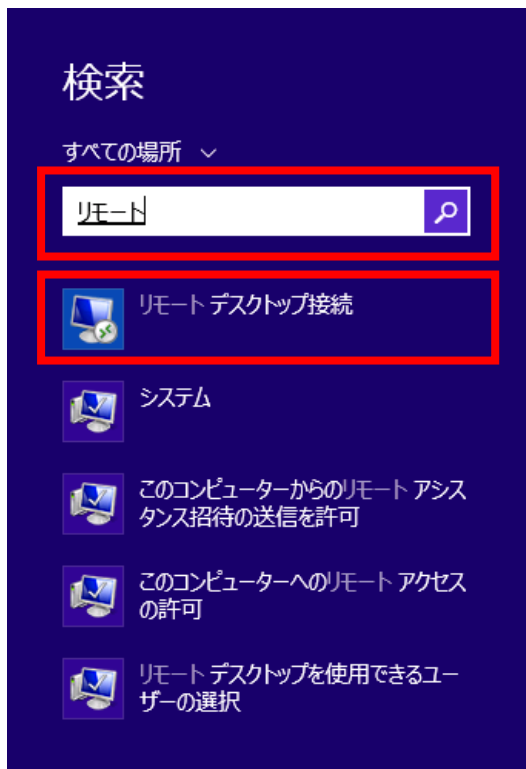 検索
すべての場所
リモート
リモート デスクトップ接続
システム
このコンピューターからのリモート アシス
タンス招待の送信を許可
このコンピューターへのリモート アクセス
の許可
リモート デスクトップを使用できるユー
ザーの選択